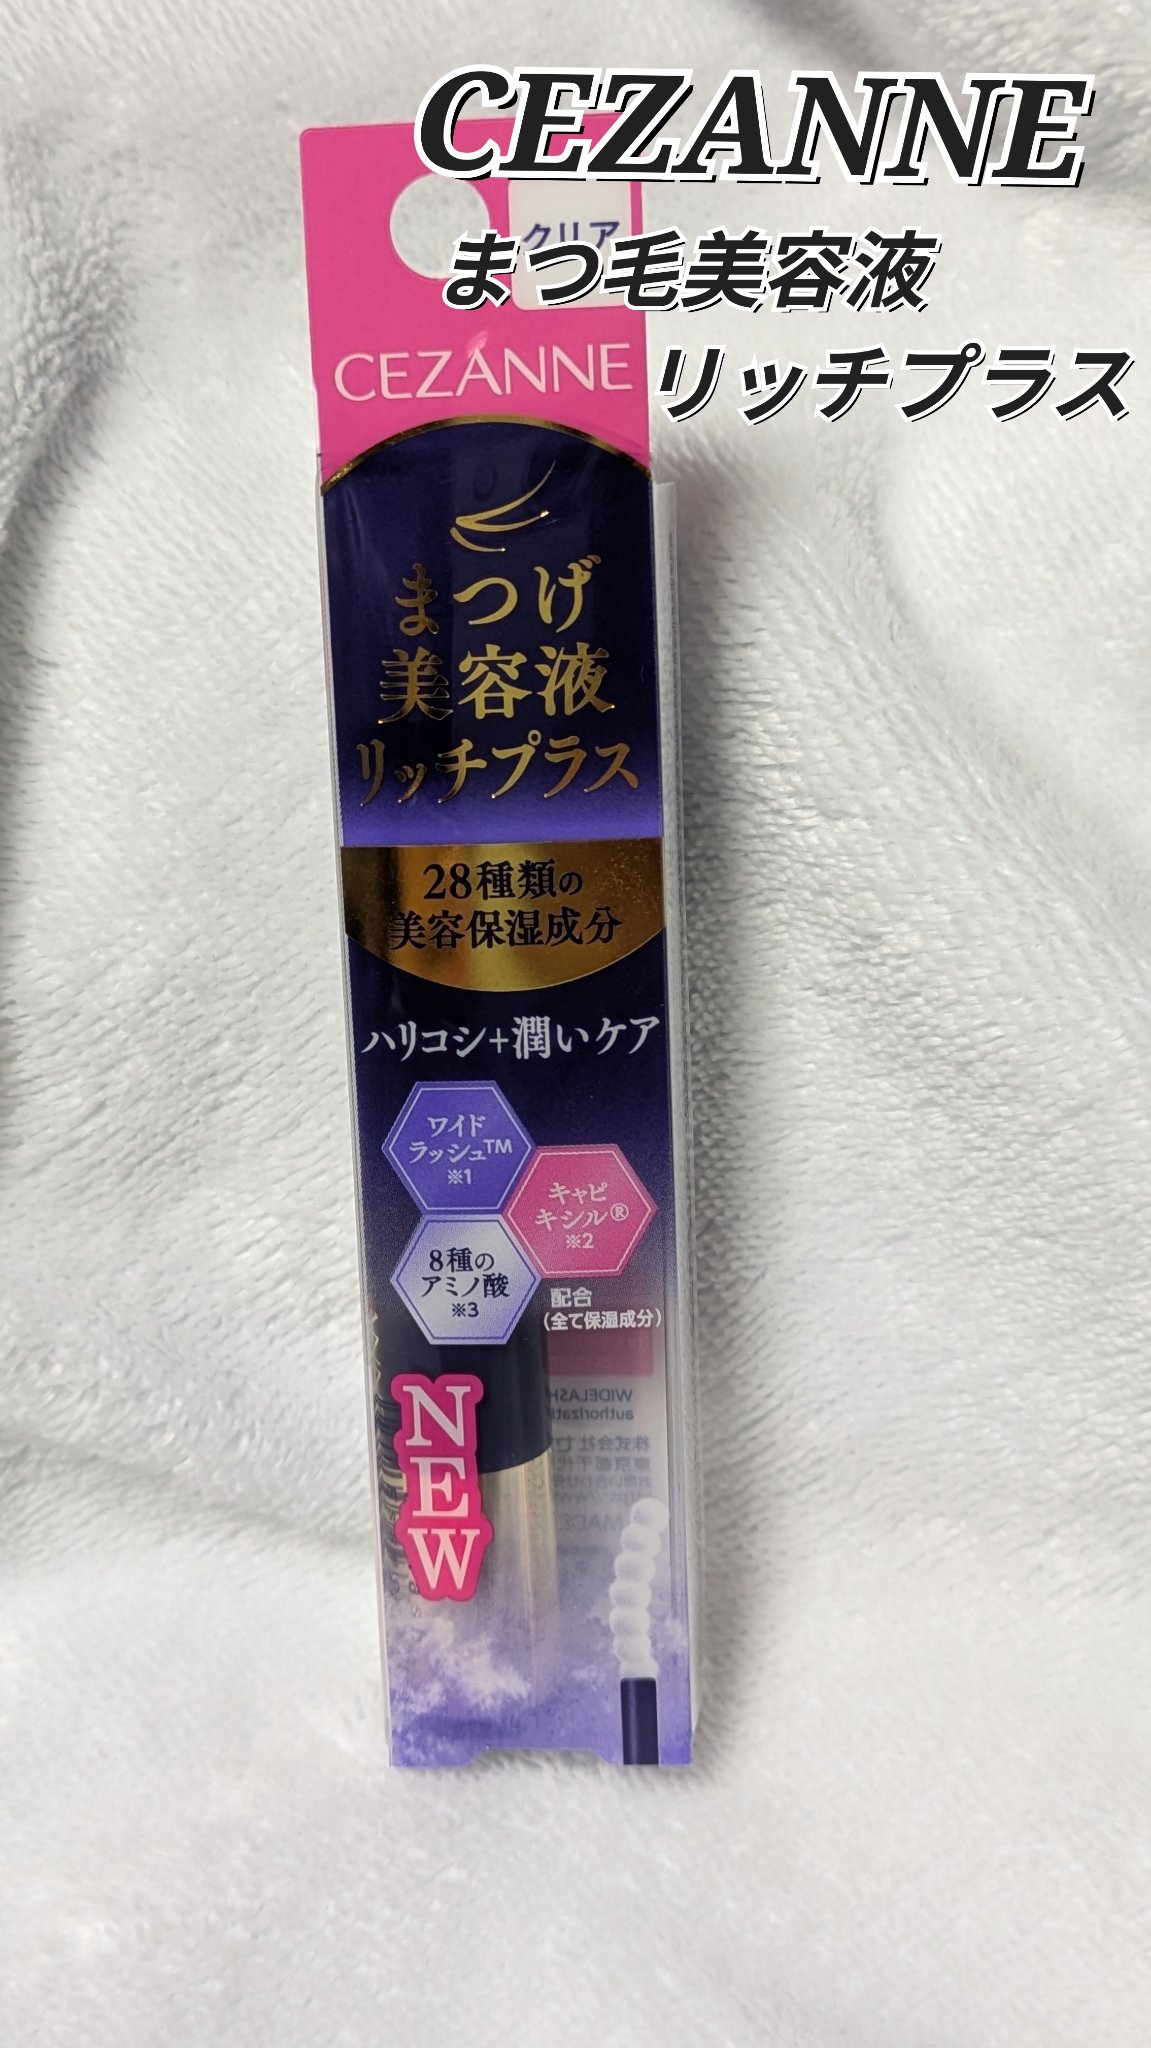 CEZANNE
まつ毛美容液
リッチプラス
クリア
CEZANNE
まつげ
美容液
リッチプラス
28種類の
美容保湿成分
ハリコシ+潤いケア
ワイド
ラッシュ™
※1
キャピ
キシル®
※2
8種の
アミノ酸
※3
配合
(全て保湿成分)
NEW